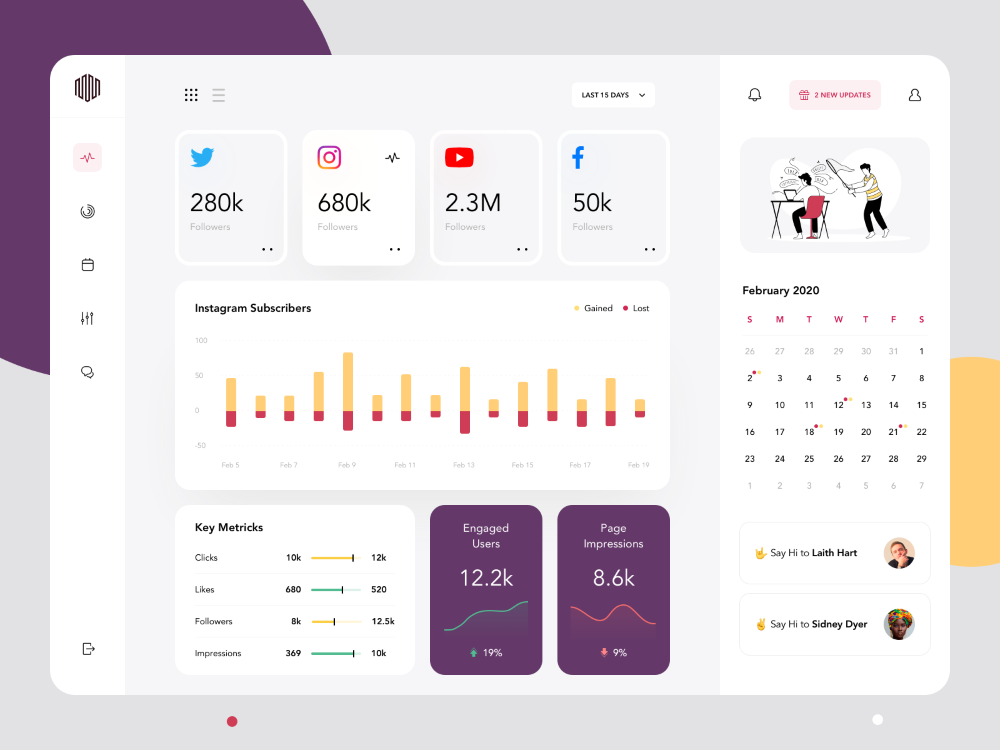 LAST 15 DAYS
2 NEW UPDATES
280k
Followers
680k
Followers
2.3M
Followers
50k
Followers
Instagram Subscribers
Gained
Lost
100
50
0
-50
Feb 5
Feb 7
Feb 9
Feb 11
Feb 13
Feb 15
Feb 17
Feb 19
Key Metricks
Clicks 10k 12k
Likes 680 520
Followers 8k 12.5k
Impressions 369 10k
Engaged
Users
12.2k
19%
Page
Impressions
8.6k
9%
February 2020
S M T W T F S
26 27 28 29 30 31 1
2 3 4 5 6 7 8
9 10 11 12 13 14 15
16 17 18 19 20 21 22
23 24 25 26 27 28 29
1 2 3 4 5 6 7
Say Hi to Laith Hart
Say Hi to Sidney Dyer